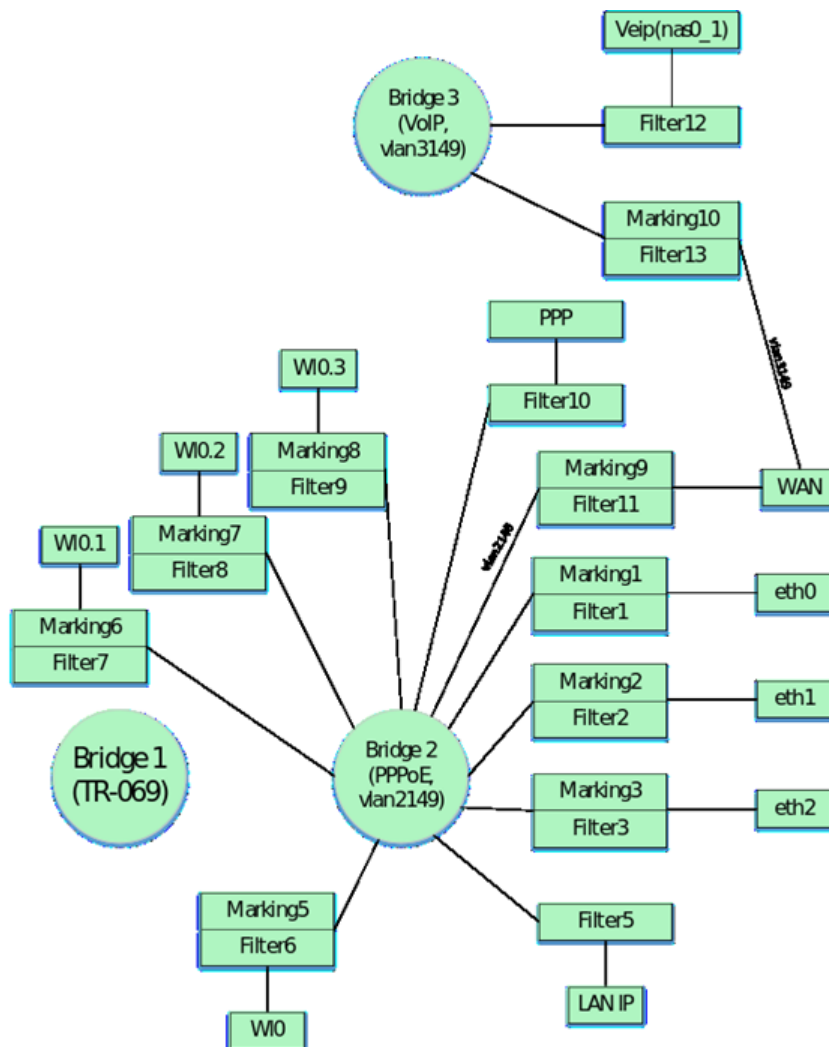 Veip(nas0_1)
Bridge 3
(VoIP,
vlan3149)
Filter12
Marking10
Filter13
vlan3149
PPP
Filter10
Wl0.3
Marking8
Filter9
Wl0.2
Marking7
Filter8
Marking9
Filter11
WAN
vlan2149
Wl0.1
Marking6
Filter7
Marking1
Filter1
eth0
Marking2
Filter2
eth1
Bridge 1
(TR-069)
Bridge 2
(PPPoE,
vlan2149)
Marking3
Filter3
eth2
Marking5
Filter6
Wl0
Filter5
LAN IP